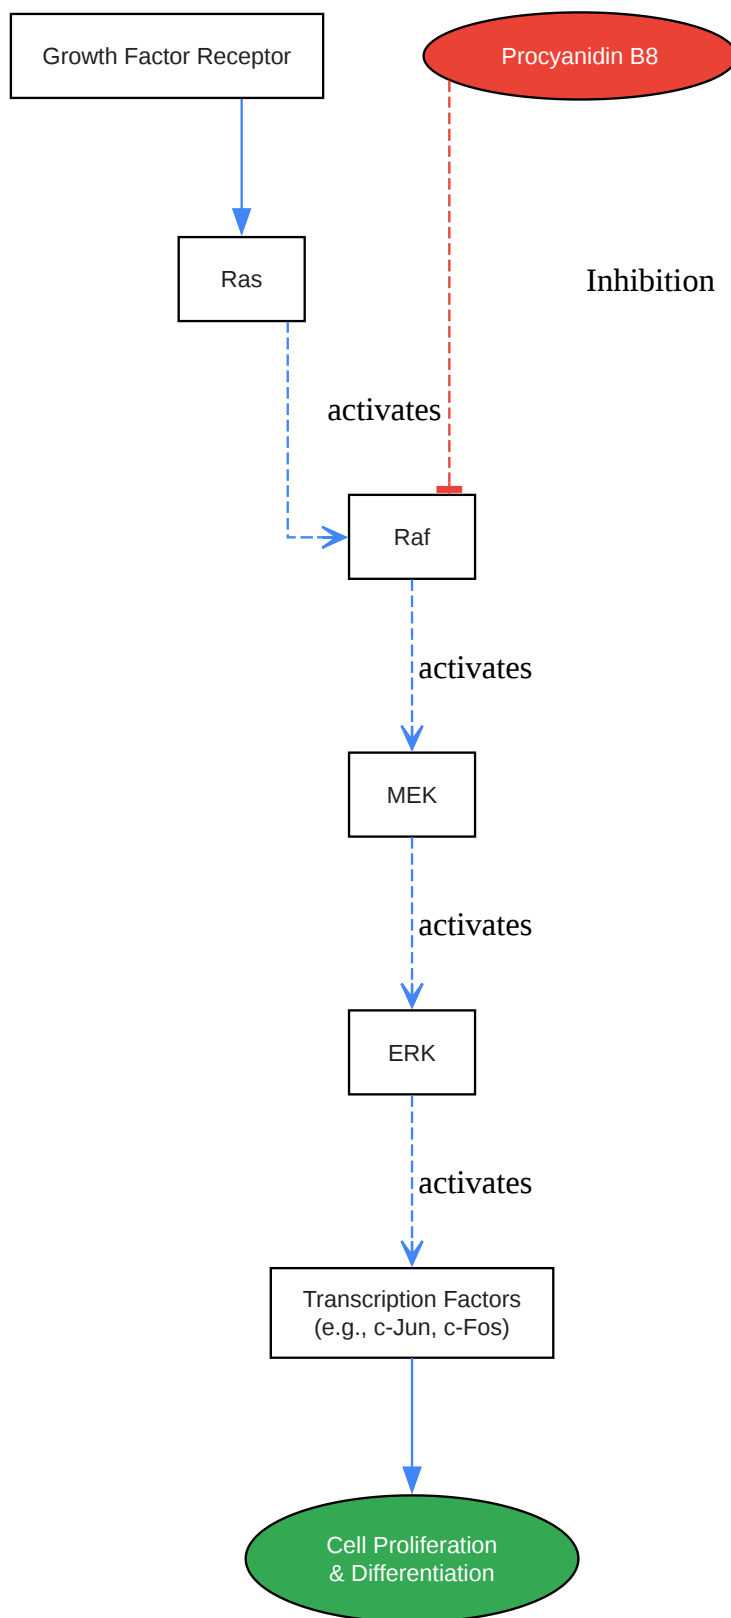 Growth Factor Receptor
Procyanidin B8
Ras
Inhibition
activates
Raf
activates
MEK
activates
ERK
activates
Transcription Factors
(e.g., c-Jun, c-Fos)
Cell Proliferation
& Differentiation